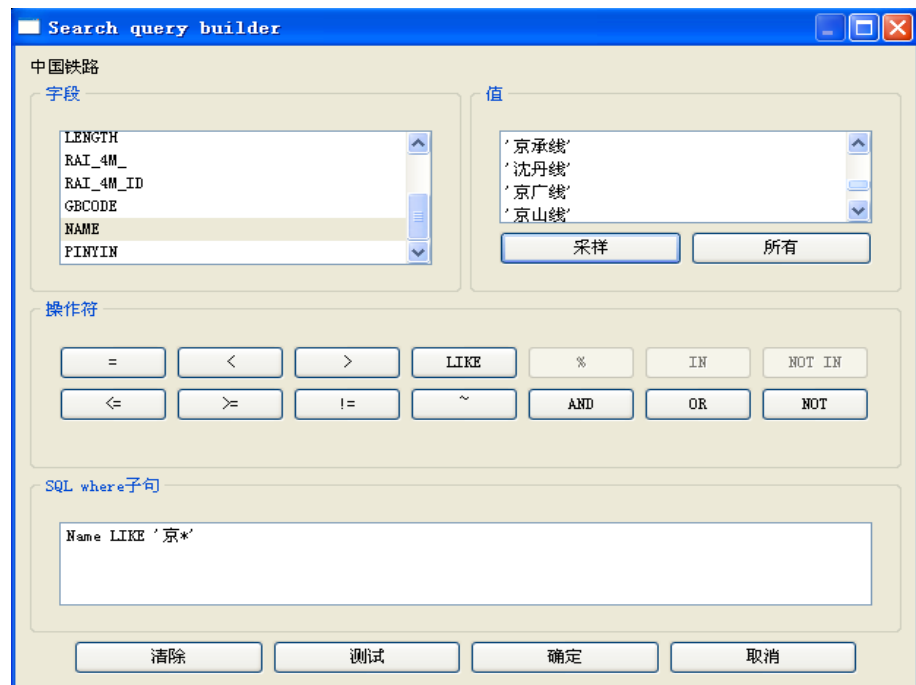 Search query builder
中国铁路
字段
值
LENGTH
RAI_4M_
RAI_4M_ID
GBCODE
NAME
PINYIN
'京承线'
'沈丹线'
'京广线'
'京山线'
采样 所有
操作符
= < > LIKE % IN NOT IN
<= >= != ~ AND OR NOT
SQL where子句
Name LIKE '京*'
清除 测试 确定 取消